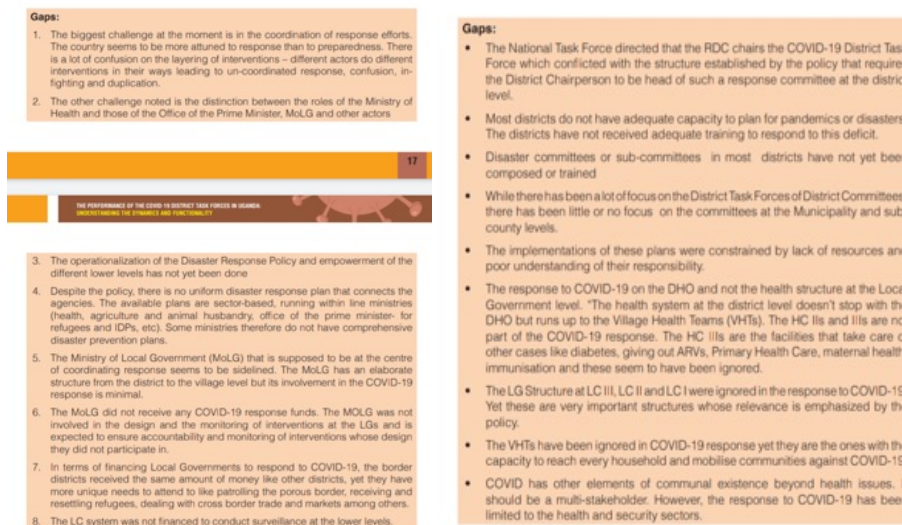 Gaps:
1. The biggest challenge at the moment is in the coordination of response efforts.
The country seems to be more attuned to response than to preparedness. There
is a lot of confusion on the layering of interventions – different actors do different
interventions in their ways leading to un-coordinated response, confusion, in-
fighting and duplication.
2. The other challenge noted is the distinction between the roles of the Ministry of
Health and those of the Office of the Prime Minister, MoLG and other actors
17
THE PERFORMANCE OF THE COVID-19 DISTRICT TASK FORCES IN UGANDA:
UNDERSTANDING THE DYNAMICS AND FUNCTIONALITY
3. The operationalization of the Disaster Response Policy and empowerment of the
different lower levels has not yet been done
4. Despite the policy, there is no uniform disaster response plan that connects the
agencies. The available plans are sector-based, running within line ministries
(health, agriculture and animal husbandry, office of the prime minister- for
refugees and IDPs, etc). Some ministries therefore do not have comprehensive
disaster prevention plans.
5. The Ministry of Local Government (MoLG) that is supposed to be at the centre
of coordinating response seems to be sidelined. The MoLG has an elaborate
structure from the district to the village level but its involvement in the COVID-19
response is minimal.
6. The MoLG did not receive any COVID-19 response funds. The MOLG was not
involved in the design and the monitoring of interventions at the LGs and is
expected to ensure accountability and monitoring of interventions whose design
they did not participate in.
7. In terms of financing Local Governments to respond to COVID-19, the border
districts received the same amount of money like other districts, yet they have
more unique needs to attend to like patrolling the porous border, receiving and
resettling refugees, dealing with cross border trade and markets among others.
8. The LC system was not financed to conduct surveillance at the lower levels.
Gaps:
• The National Task Force directed that the RDC chairs the COVID-19 District Tas
Force which conflicted with the structure established by the policy that require
the District Chairperson to be head of such a response committee at the distric
level.
• Most districts do not have adequate capacity to plan for pandemics or disasters
The districts have not received adequate training to respond to this deficit.
• Disaster committees or sub-committees in most districts have not yet bee
composed or trained
• While there has been a lot of focus on the District Task Forces of District Committees
there has been little or no focus on the committees at the Municipality and sub
county levels.
• The implementations of these plans were constrained by lack of resources an
poor understanding of their responsibility.
• The response to COVID-19 on the DHO and not the health structure at the Loca
Government level. "The health system at the district level doesn't stop with th
DHO but runs up to the Village Health Teams (VHTs). The HC IIs and IIIs are no
part of the COVID-19 response. The HC IIIs are the facilities that take care o
other cases like diabetes, giving out ARVs, Primary Health Care, maternal health
immunisation and these seem to have been ignored.
• The LG Structure at LC III, LC II and LC I were ignored in the response to COVID-19
Yet these are very important structures whose relevance is emphasized by th
policy.
• The VHTs have been ignored in COVID-19 response yet they are the ones with th
capacity to reach every household and mobilise communities against COVID-19
• COVID has other elements of communal existence beyond health issues. I
should be a multi-stakeholder. However, the response to COVID-19 has bee
limited to the health and security sectors.